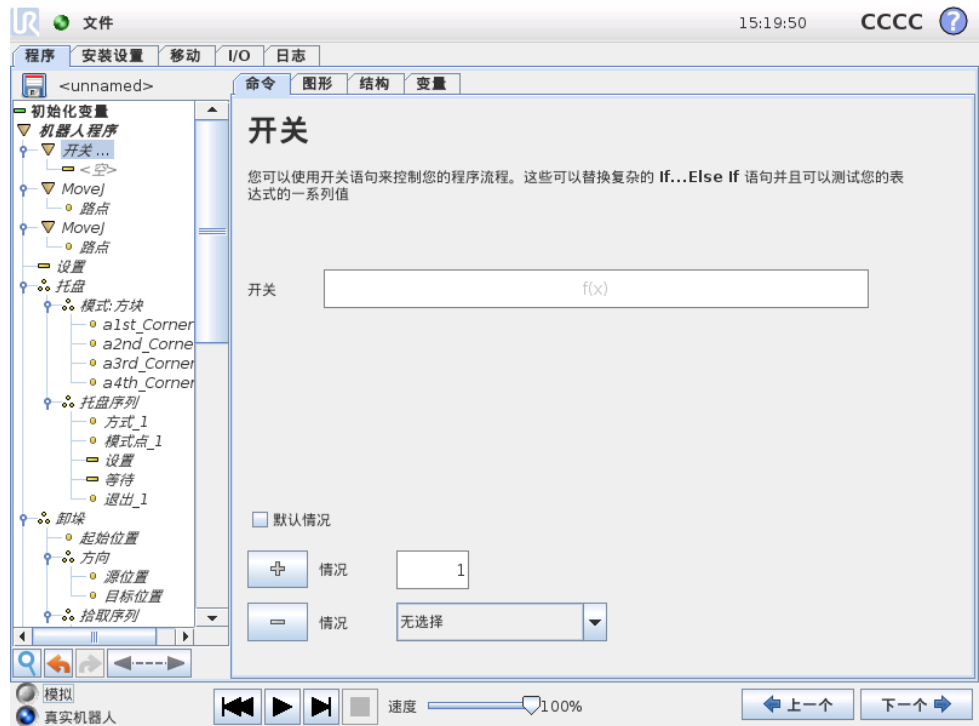 UR 文件 15:19:50 CCCC ?
程序 安装设置 移动 I/O 日志
<unnamed>
命令 图形 结构 变量
初始化变量
机器人程序
开关 ...
<空>
MoveJ
路点
MoveJ
路点
设置
托盘
模式:方块
a1st_Corner
a2nd_Corne
a3rd_Corner
a4th_Corner
托盘序列
方式_1
模式点_1
设置
等待
退出_1
卸垛
起始位置
方向
源位置
目标位置
拾取序列
开关
您可以使用开关语句来控制您的程序流程。这些可以替换复杂的 If...Else If 语句并且可以测试您的表
达式的一系列值
开关 f(x)
默认情况
情况 1
情况 无选择
模拟
真实机器人
速度 100%
上一个 下一个